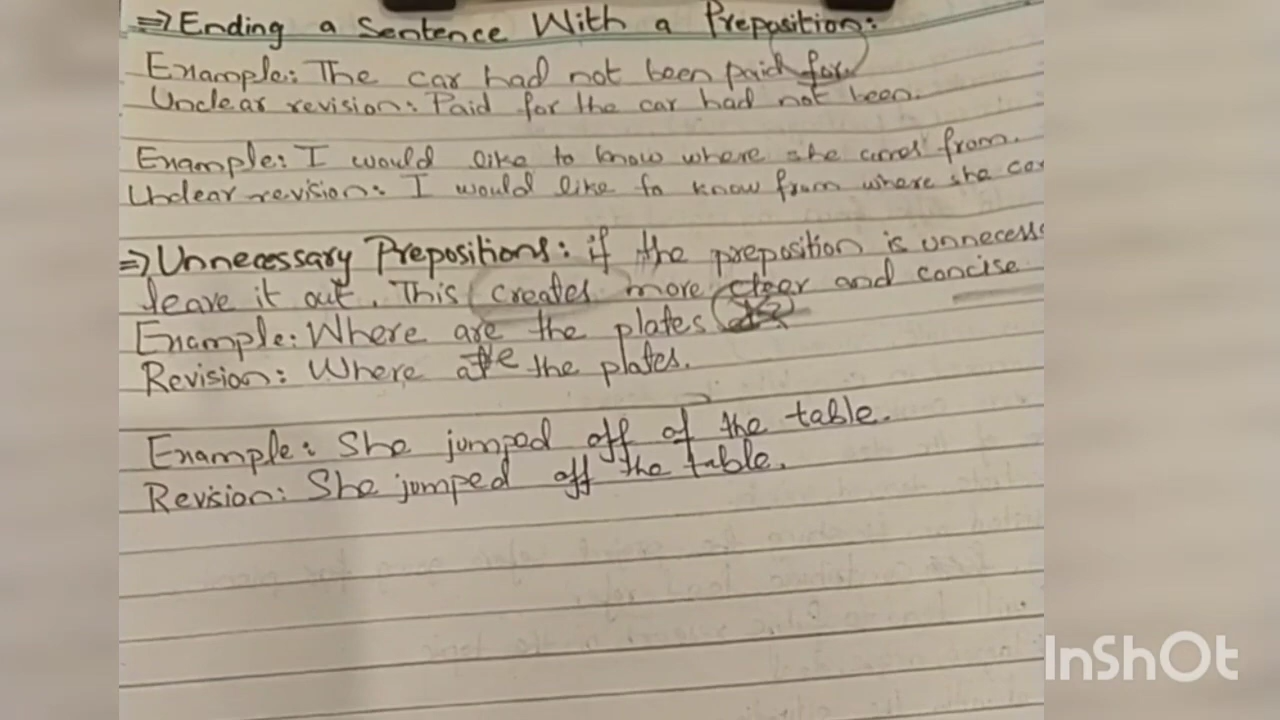 ⇒ Ending a Sentence With a Preposition:
Example: The car had not been paid for.
Unclear revision: Paid for the car had not been.
Example: I would like to know where she comes from.
Unclear revision: I would like to know from where she co
⇒ Unnecessary Prepositions: if the preposition is unnecess
leave it out. This creates more clear and concise
Example: Where are the plates
Revision: Where are the plates.
Example: She jumped off of the table.
Revision: She jumped off the table.
InShOt